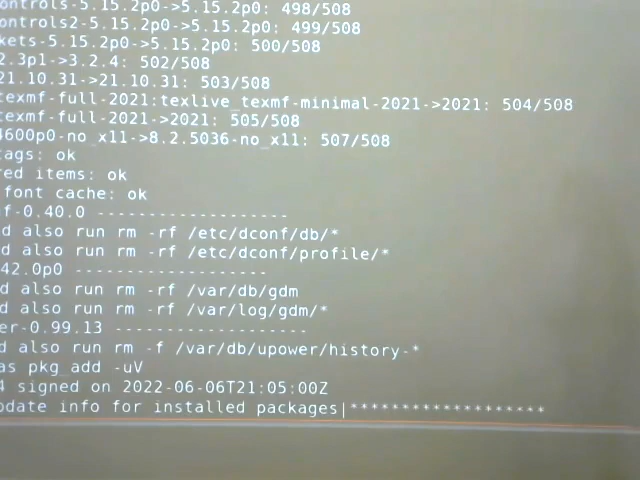 ontrols-5.15.2p0->5.15.2p0: 498/508
ontrols2-5.15.2p0->5.15.2p0: 499/508
kets-5.15.2p0->5.15.2p0: 500/508
2.3p1->3.2.4: 502/508
21.10.31->21.10.31: 503/508
texmf-full-2021:texlive_texmf-minimal-2021->2021: 504/508
texmf-full-2021->2021: 505/508
4600p0-no_x11->8.2.5036-no_x11: 507/508
tags: ok
red items: ok
font cache: ok
f-0.40.0 -------------------
d also run rm -rf /etc/dconf/db/*
d also run rm -rf /etc/dconf/profile/*
42.0p0 -------------------
d also run rm -rf /var/db/gdm
d also run rm -rf /var/log/gdm/*
er-0.99.13 -------------------
d also run rm -f /var/db/upower/history-*
as pkg_add -uV
4 signed on 2022-06-06T21:05:00Z
pdate info for installed packages|*******************